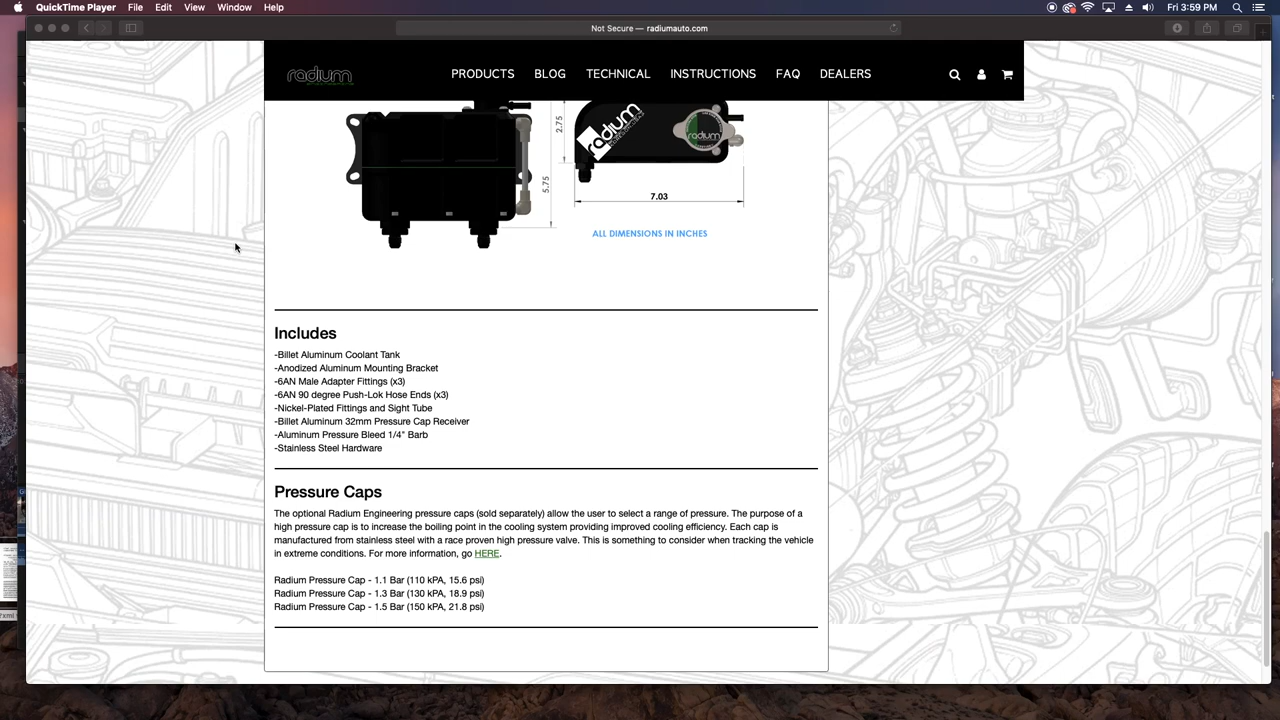 QuickTime Player File Edit View Window Help
Fri 3:59 PM
Not Secure — radiumauto.com
radium
PRODUCTS BLOG TECHNICAL INSTRUCTIONS FAQ DEALERS
2.75
radium
radium
5.75
7.03
ALL DIMENSIONS IN INCHES
Includes
-Billet Aluminum Coolant Tank
-Anodized Aluminum Mounting Bracket
-6AN Male Adapter Fittings (x3)
-6AN 90 degree Push-Lok Hose Ends (x3)
-Nickel-Plated Fittings and Sight Tube
-Billet Aluminum 32mm Pressure Cap Receiver
-Aluminum Pressure Bleed 1/4" Barb
-Stainless Steel Hardware
Pressure Caps
The optional Radium Engineering pressure caps (sold separately) allow the user to select a range of pressure. The purpose of a
high pressure cap is to increase the boiling point in the cooling system providing improved cooling efficiency. Each cap is
manufactured from stainless steel with a race proven high pressure valve. This is something to consider when tracking the vehicle
in extreme conditions. For more information, go HERE.
Radium Pressure Cap - 1.1 Bar (110 kPA, 15.6 psi)
Radium Pressure Cap - 1.3 Bar (130 kPA, 18.9 psi)
Radium Pressure Cap - 1.5 Bar (150 kPA, 21.8 psi)